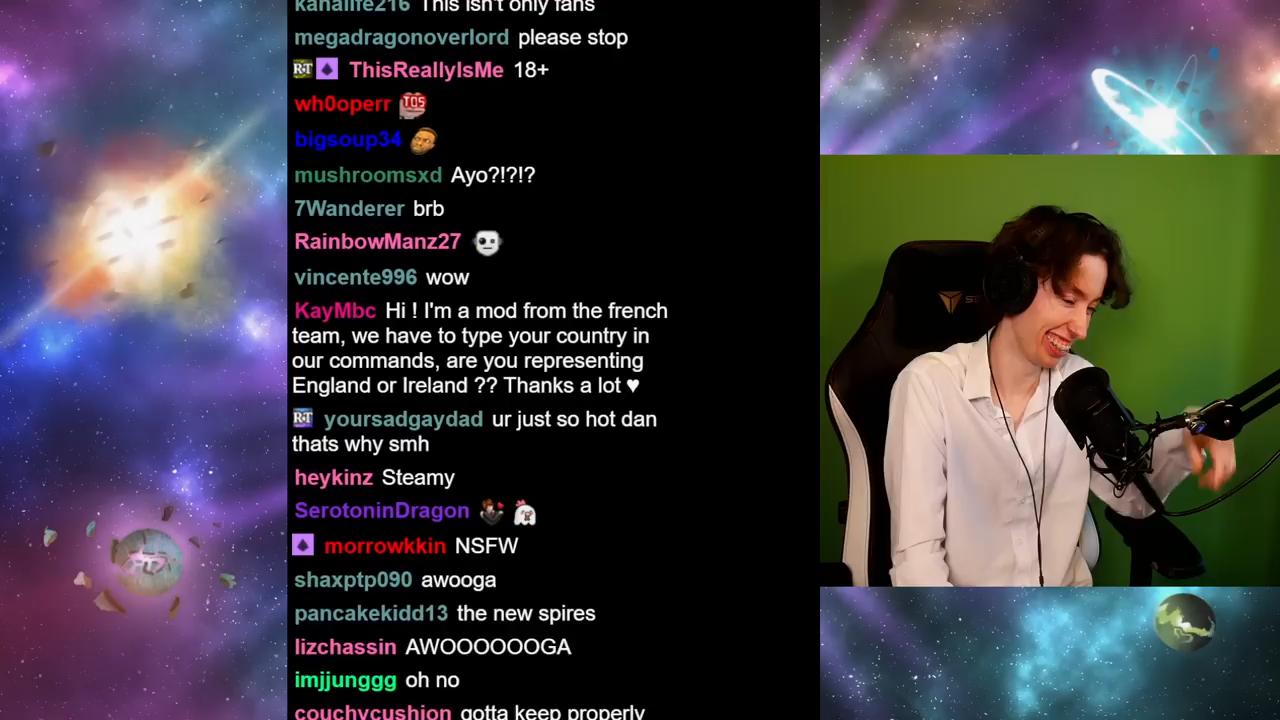 kanalife216 This isn't only fans
megadragonoverlord please stop
RT ThisReallyIsMe 18+
wh0operr TOS
bigsoup34
mushroomsxd Ayo?!?!?
7Wanderer brb
RainbowManz27
vincente996 wow
KayMbc Hi ! I'm a mod from the french
team, we have to type your country in
our commands, are you representing
England or Ireland ?? Thanks a lot ♥
RT yoursadgaydad ur just so hot dan
thats why smh
heykinz Steamy
SerotoninDragon
morrowkkin NSFW
shaxptp090 awooga
pancakekidd13 the new spires
lizchassin AWOOOOOOGA
imjjunggg oh no
couchycushion gotta keep properly